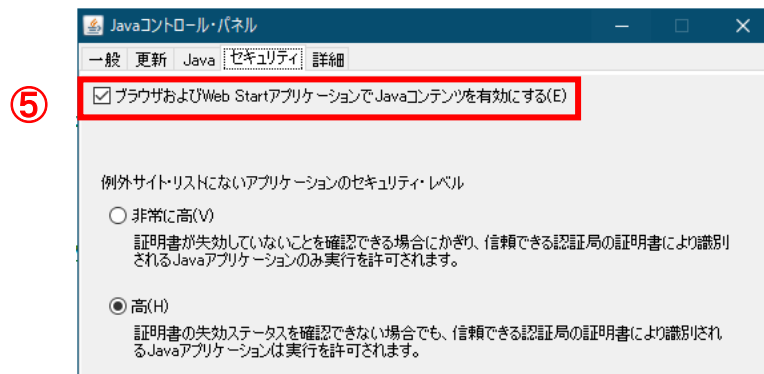 Javaコントロール・パネル
一般 更新 Java セキュリティ 詳細
⑤
ブラウザおよびWeb StartアプリケーションでJavaコンテンツを有効にする(E)
例外サイト・リストにないアプリケーションのセキュリティ・レベル
非常に高(V)
証明書が失効していないことを確認できる場合にかぎり、信頼できる認証局の証明書により識別
されるJavaアプリケーションのみ実行を許可されます。
高(H)
証明書の失効ステータスを確認できない場合でも、信頼できる認証局の証明書により識別され
るJavaアプリケーションは実行を許可されます。